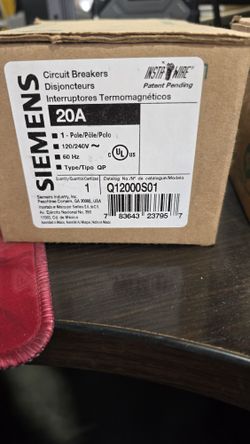 SIEMENS
Circuit Breakers
Disjoncteurs
Interruptores Termomagnéticos
INSTA WIRE
Patent Pending
20A
1 - Pole/Pôle/Polo
120/240V ~
60 Hz
Type/Tipo QP
C UL US
Siemens Industry, Inc.
Quantity/Quantité/Cantidad
1
Catalog No./N° de catalogue/Modelo
Q12000S01
7 83643 23795 7